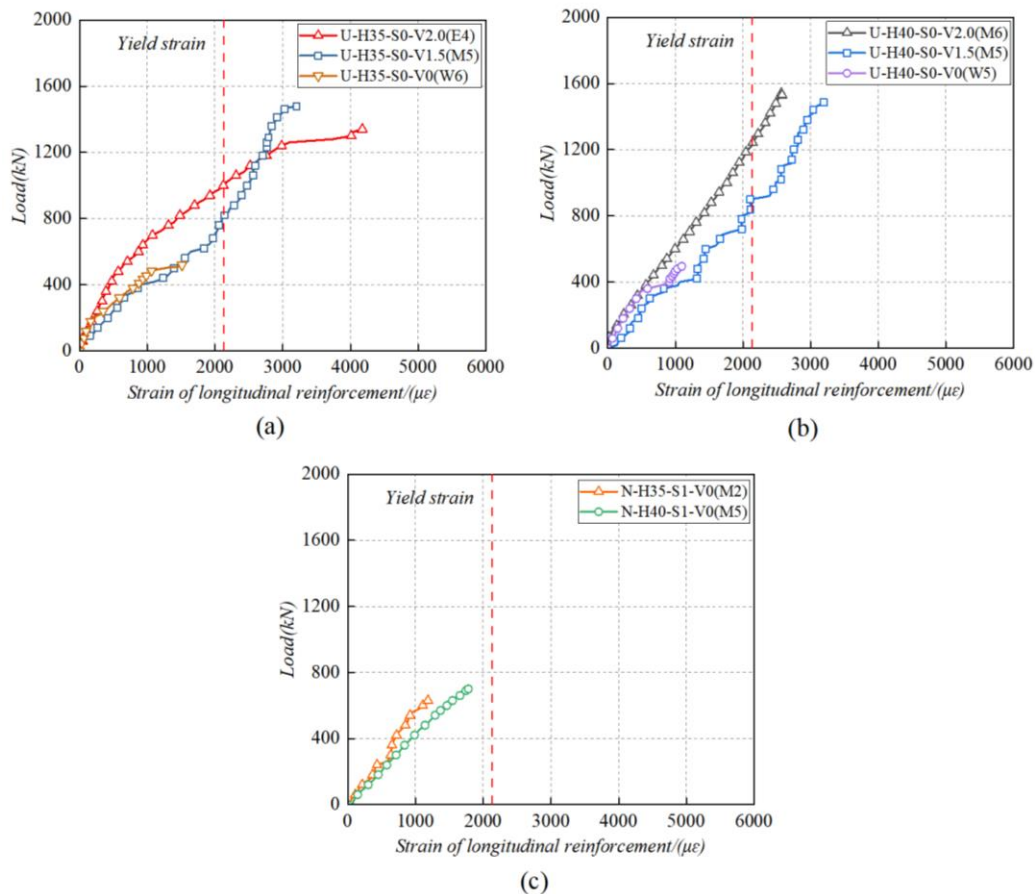 2000
1600
1200
800
400
0
Load(kN)
Yield strain
U-H35-S0-V2.0(E4)
U-H35-S0-V1.5(M5)
U-H35-S0-V0(W6)
0 1000 2000 3000 4000 5000 6000
Strain of longitudinal reinforcement/(με)
(a)
2000
1600
1200
800
400
0
Load(kN)
Yield strain
U-H40-S0-V2.0(M6)
U-H40-S0-V1.5(M5)
U-H40-S0-V0(W5)
0 1000 2000 3000 4000 5000 6000
Strain of longitudinal reinforcement/(με)
(b)
2000
1600
1200
800
400
0
Load(kN)
Yield strain
N-H35-S1-V0(M2)
N-H40-S1-V0(M5)
0 1000 2000 3000 4000 5000 6000
Strain of longitudinal reinforcement/(με)
(c)